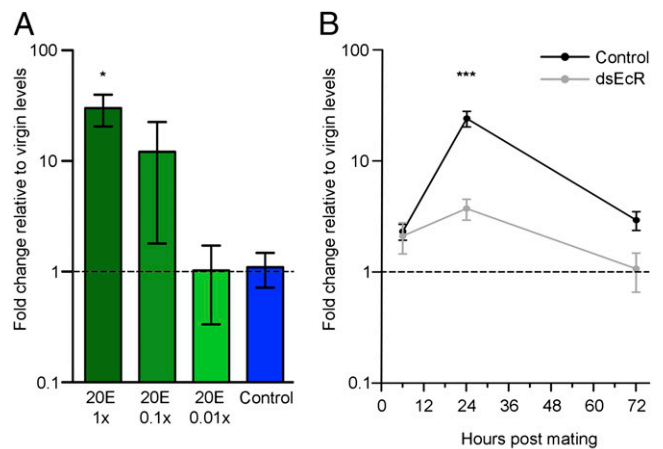 A
Fold change relative to virgin levels
100
10
1
0.1
*
20E 20E 20E Control
1x 0.1x 0.01x
B
Fold change relative to virgin levels
100
10
1
0.1
***
Control
dsEcR
0 12 24 36 48 60 72
Hours post mating